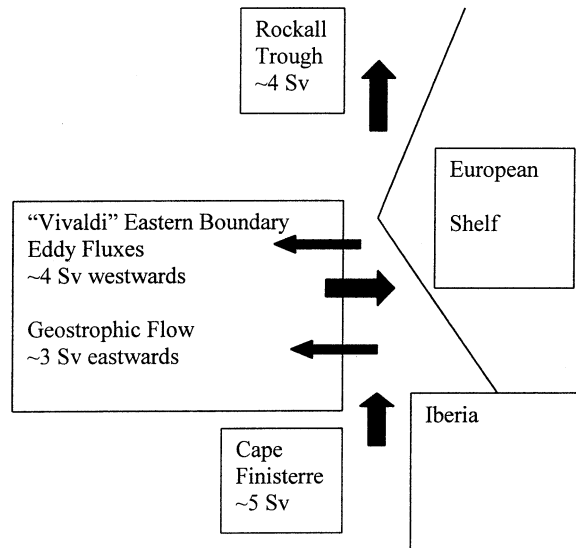 Rockall
Trough
~4 Sv
European
Shelf
“Vivaldi” Eastern Boundary
Eddy Fluxes
~4 Sv westwards
Geostrophic Flow
~3 Sv eastwards
Iberia
Cape
Finisterre
~5 Sv